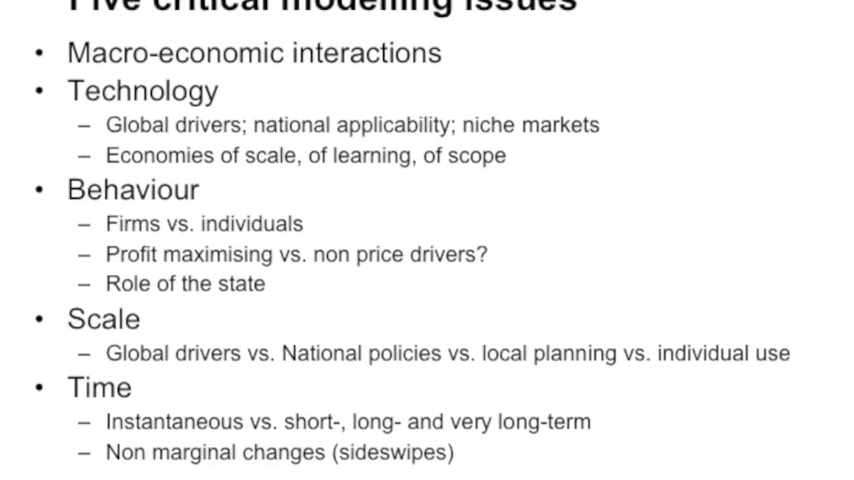 Five critical modelling issues
• Macro-economic interactions
• Technology
– Global drivers; national applicability; niche markets
– Economies of scale, of learning, of scope
• Behaviour
– Firms vs. individuals
– Profit maximising vs. non price drivers?
– Role of the state
• Scale
– Global drivers vs. National policies vs. local planning vs. individual use
• Time
– Instantaneous vs. short-, long- and very long-term
– Non marginal changes (sideswipes)